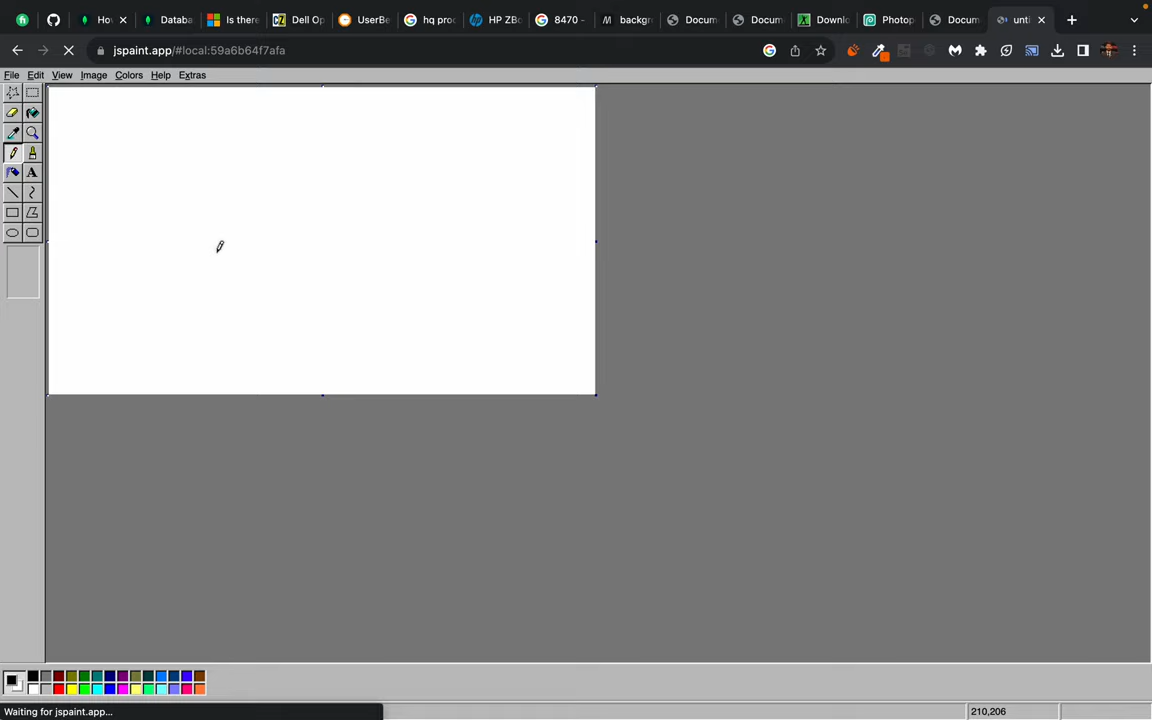 Ho
Databa
Is there
Dell Op
UserBe
hq proc
HP ZBo
8470 -
backgr
Docum
Docum
Downlo
Photop
Docum
unti
jspaint.app/#local:59a6b64f7afa
File Edit View Image Colors Help Extras
Waiting for jspaint.app...
210,206